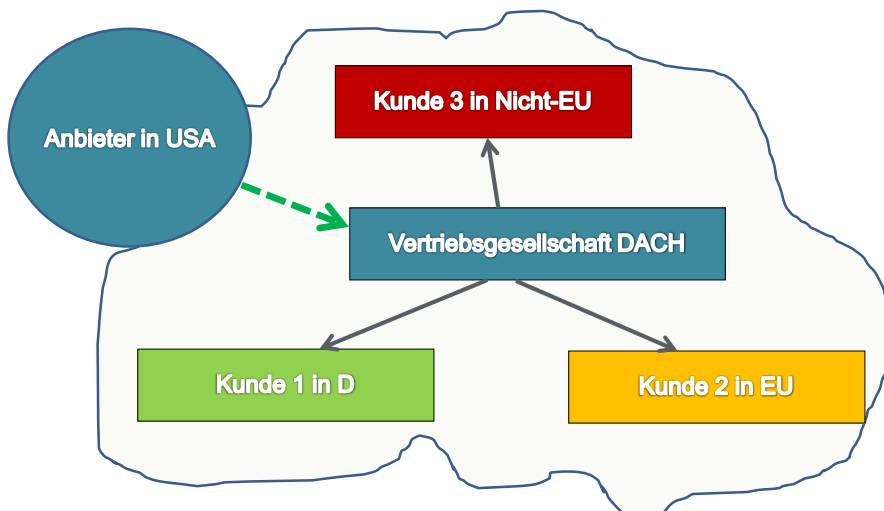 Kunde 3 in Nicht-EU
Anbieter in USA
Vertriebsgesellschaft DACH
Kunde 1 in D
Kunde 2 in EU